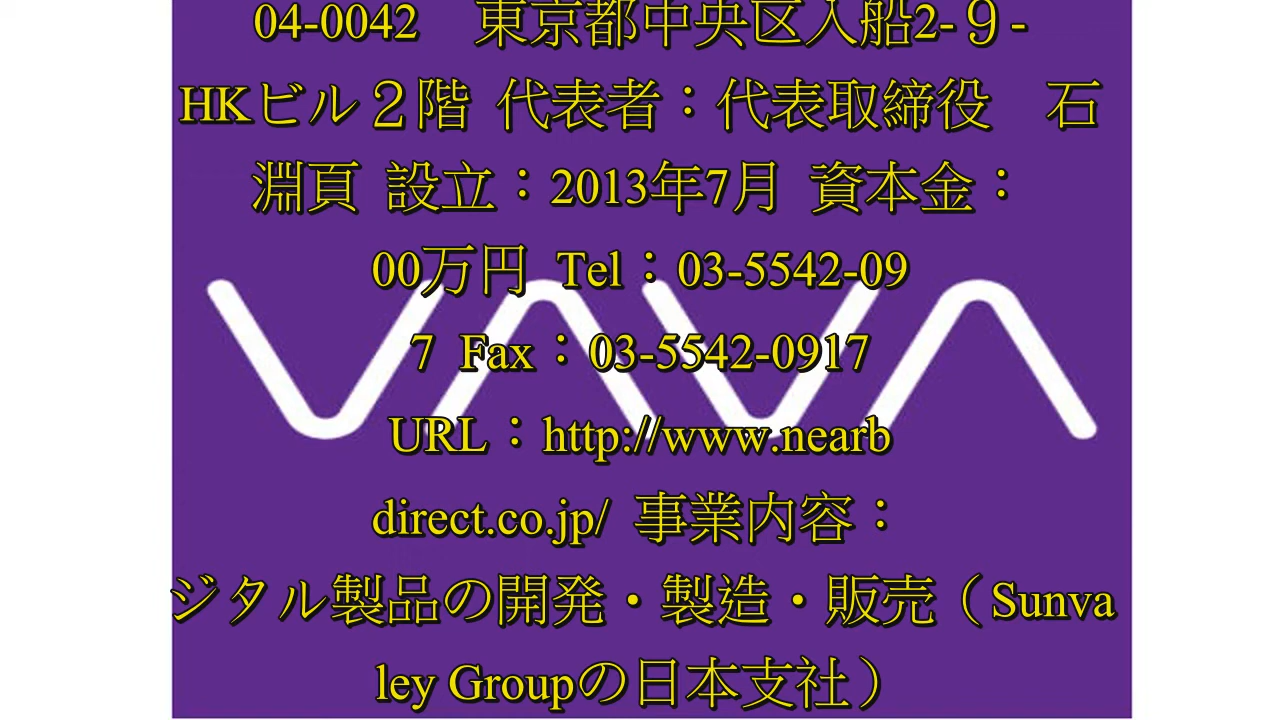 04-0042　東京都中央区入船2-９-
HKビル２階 代表者：代表取締役　石
淵頁 設立：2013年7月 資本金：
00万円 Tel：03-5542-09
7 Fax：03-5542-0917
URL：http://www.nearb
direct.co.jp/ 事業内容：
ジタル製品の開発・製造・販売（Sunva
ley Groupの日本支社）
VAVA